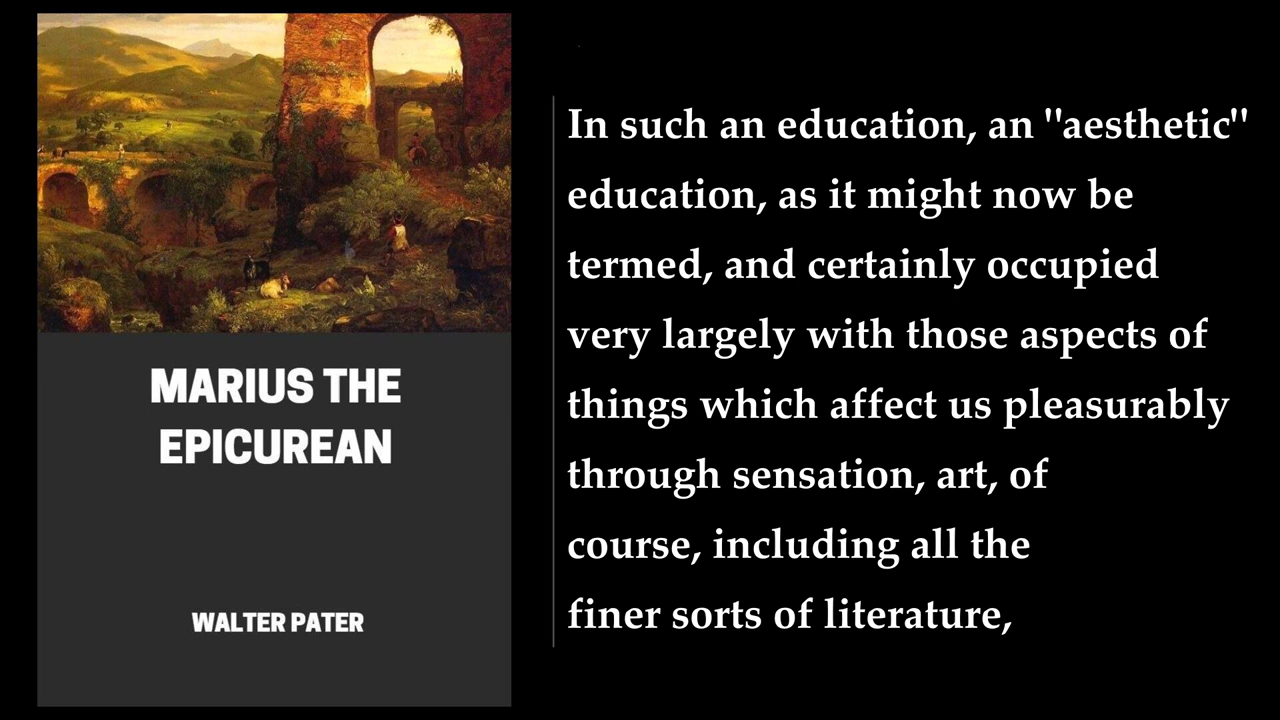 MARIUS THE
EPICUREAN
WALTER PATER
In such an education, an "aesthetic"
education, as it might now be
termed, and certainly occupied
very largely with those aspects of
things which affect us pleasurably
through sensation, art, of
course, including all the
finer sorts of literature,